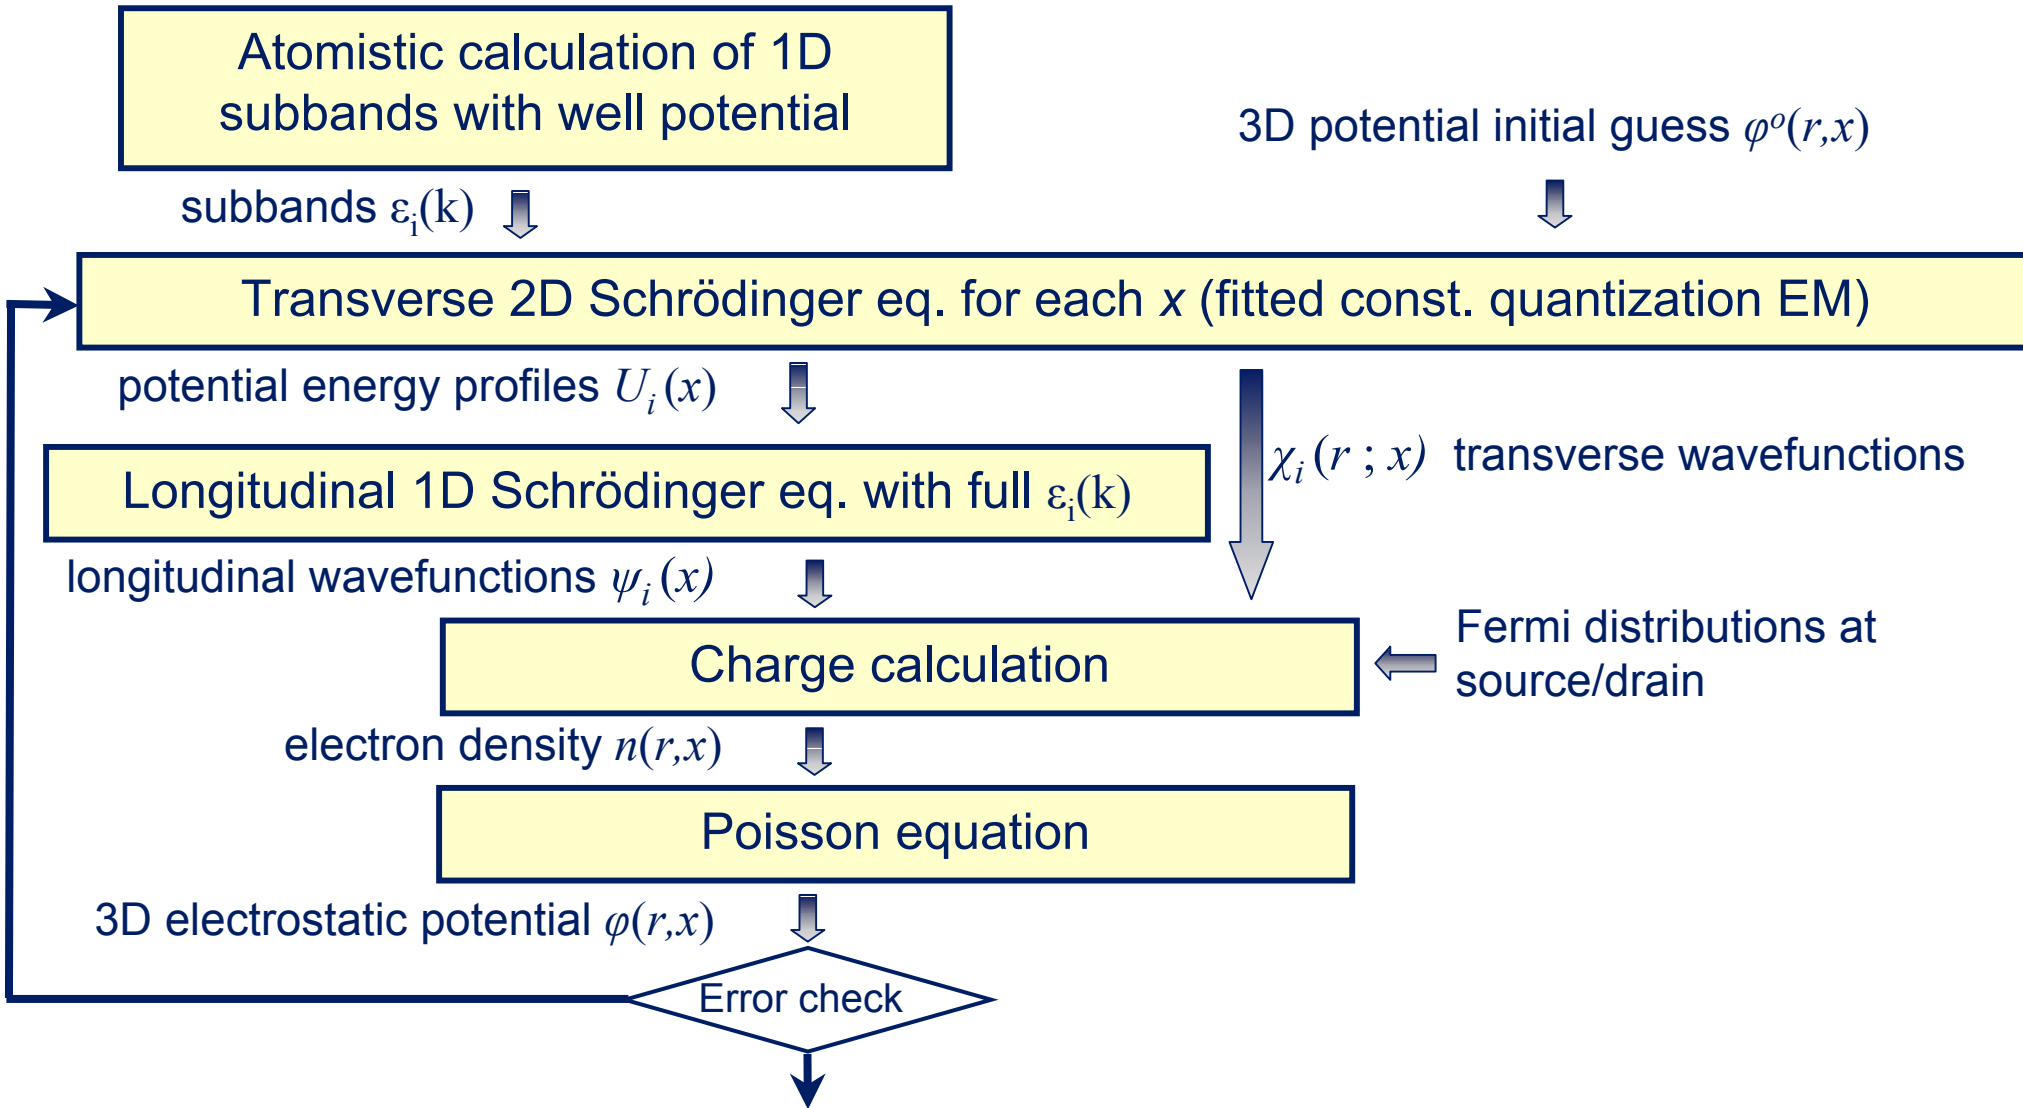 Atomistic calculation of 1D
subbands with well potential
3D potential initial guess φᵒ(r,x)
subbands εᵢ(k)
Transverse 2D Schrödinger eq. for each x (fitted const. quantization EM)
potential energy profiles Uᵢ(x)
χᵢ(r ; x) transverse wavefunctions
Longitudinal 1D Schrödinger eq. with full εᵢ(k)
longitudinal wavefunctions ψᵢ(x)
Fermi distributions at
source/drain
Charge calculation
electron density n(r,x)
Poisson equation
3D electrostatic potential φ(r,x)
Error check